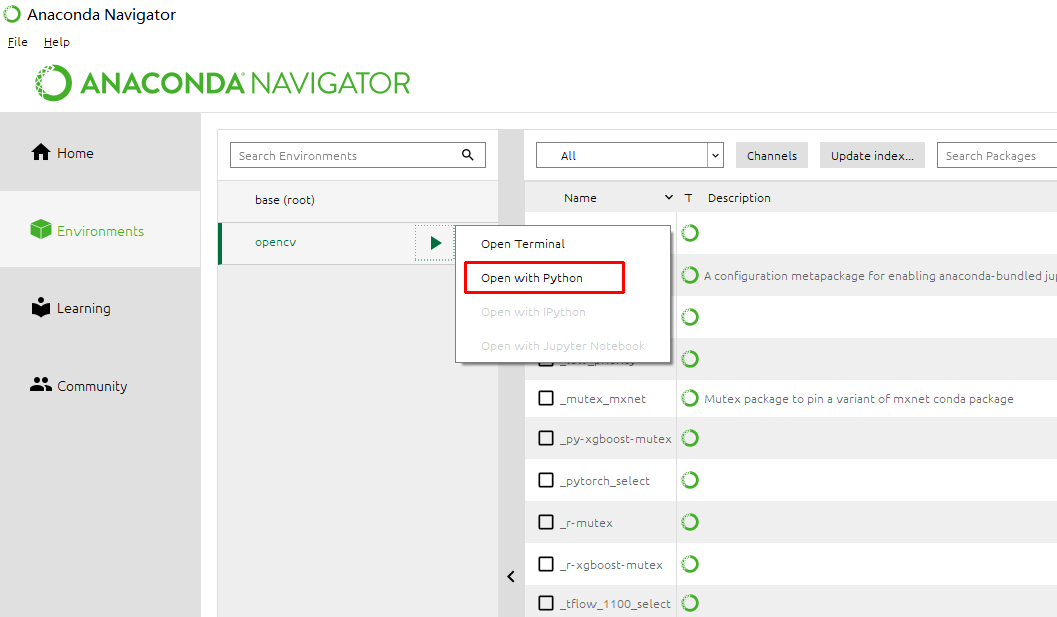 Anaconda Navigator
File Help
ANACONDA NAVIGATOR
Home
Environments
Learning
Community
Search Environments
base (root)
opencv
Open Terminal
Open with Python
Open with IPython
Open with Jupyter Notebook
All
Channels
Update index...
Search Packages
Name T Description
A configuration metapackage for enabling anaconda-bundled
_mutex_mxnet Mutex package to pin a variant of mxnet conda package
_py-xgboost-mutex
_pytorch_select
_r-mutex
_r-xgboost-mutex
_tflow_1100_select